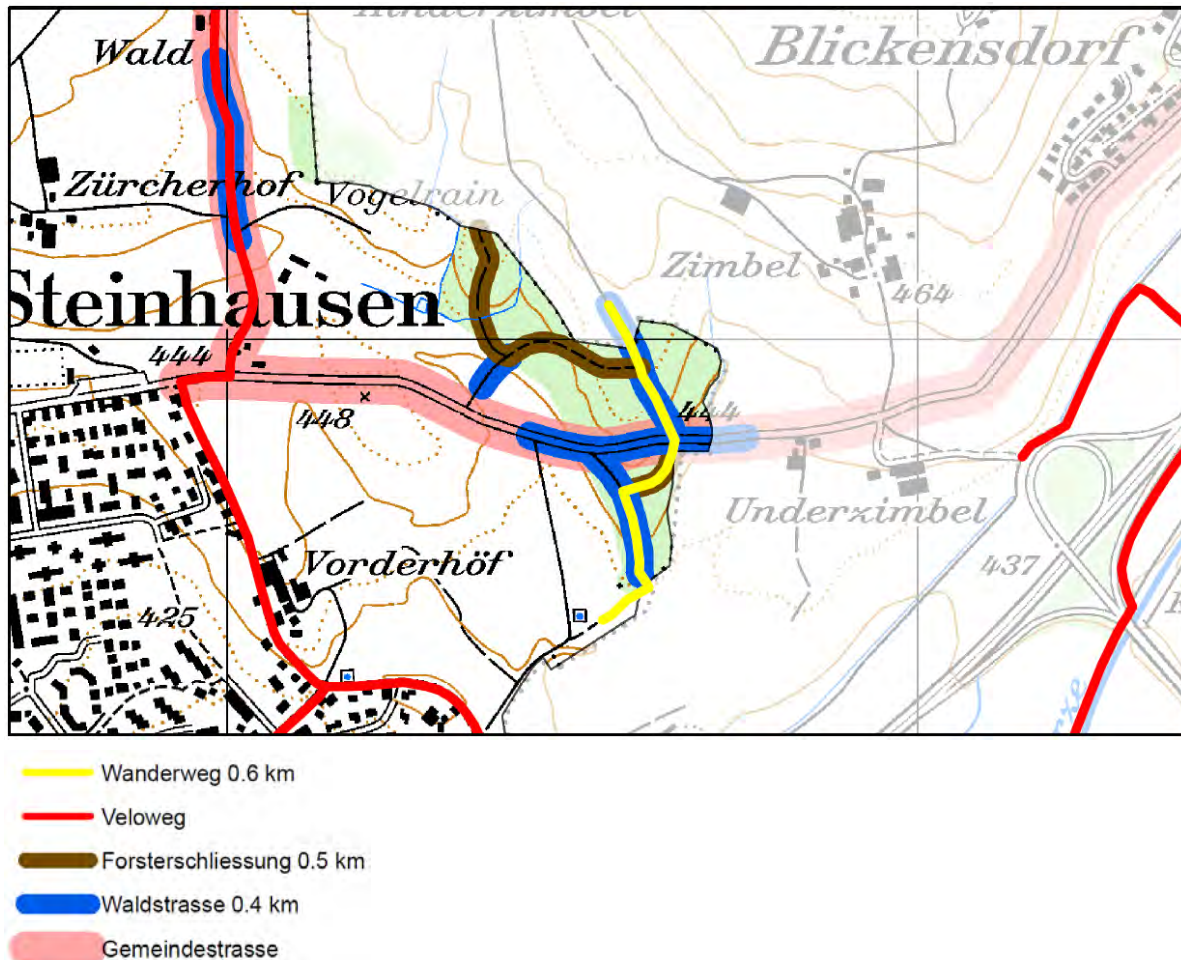 Hinderzimbel
Wald
Blickensdorf
Zürcherhof
Vogelrain
Zimbel
464
Steinhausen
444
448
444
Underzimbel
Vorderhöf
437
425
Wanderweg 0.6 km
Veloweg
Forsterschliessung 0.5 km
Waldstrasse 0.4 km
Gemeindestrasse